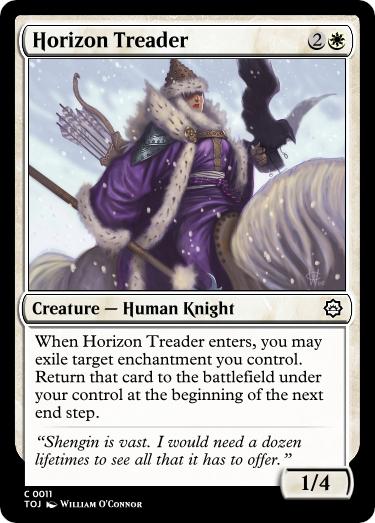 Horizon Treader 2
Creature — Human Knight
When Horizon Treader enters, you may
exile target enchantment you control.
Return that card to the battlefield under
your control at the beginning of the next
end step.
“Shengin is vast. I would need a dozen
lifetimes to see all that it has to offer.”
1/4
C 0011
TOJ William O’Connor